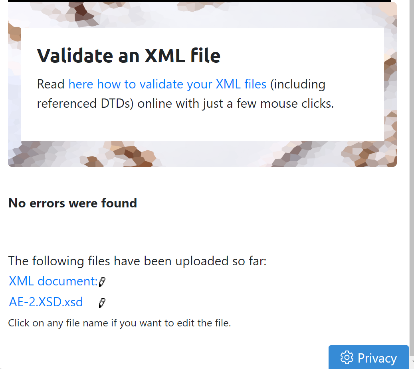 Validate an XML file
Read here how to validate your XML files (including
referenced DTDs) online with just a few mouse clicks.
No errors were found
The following files have been uploaded so far:
XML document:
AE-2.XSD.xsd
Click on any file name if you want to edit the file.
Privacy